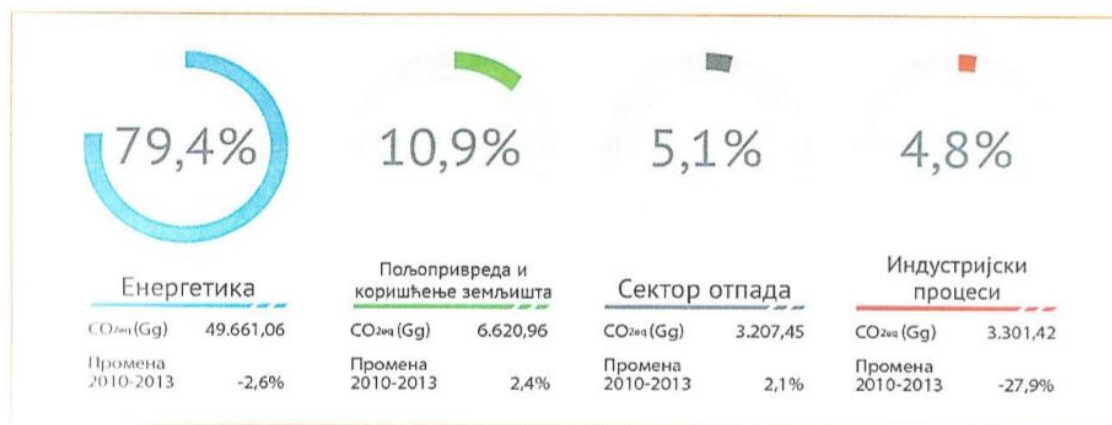 79,4%
10,9%
5,1%
4,8%
Енергетика
CO2eq (Gg) 49.661,06
Промена
2010-2013 -2,6%
Пољопривреда и
коришћење земљишта
CO2eq (Gg) 6.620,96
Промена
2010-2013 2,4%
Сектор отпада
CO2eq (Gg) 3.207,45
Промена
2010-2013 2,1%
Индустријски
процеси
CO2eq (Gg) 3.301,42
Промена
2010-2013 -27,9%